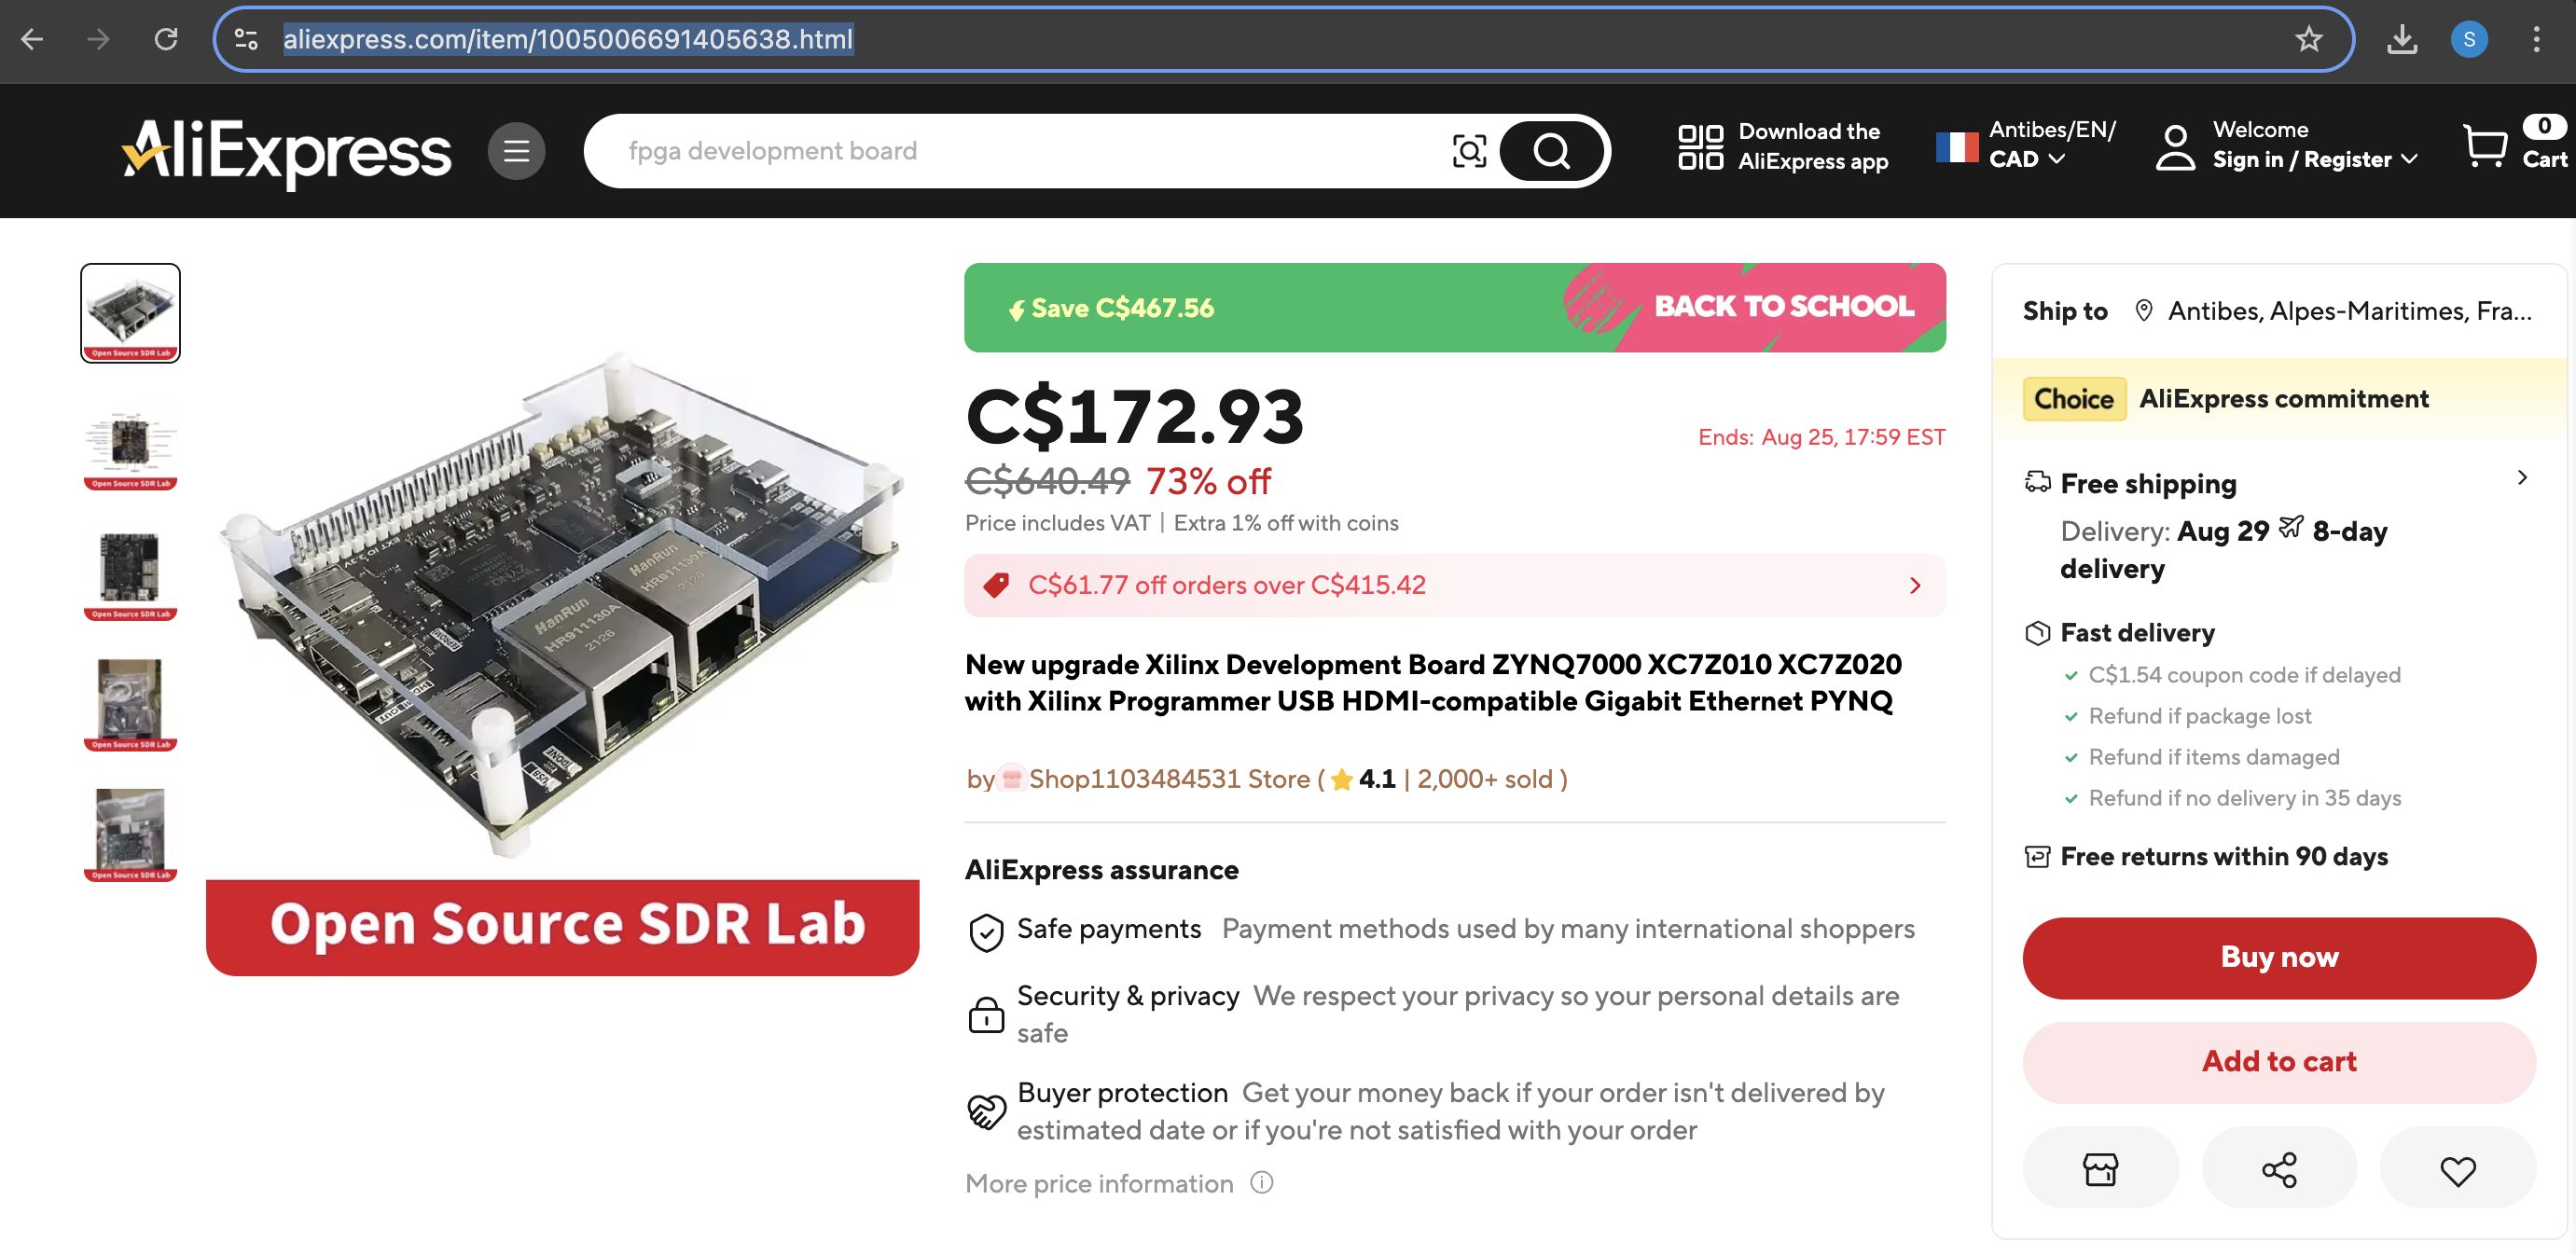 aliexpress.com/item/1005006691405638.html
AliExpress
fpga development board
Download the
AliExpress app
Antibes/EN/
CAD
Welcome
Sign in / Register
0
Cart
Open Source SDR Lab
Open Source SDR Lab
Open Source SDR Lab
Open Source SDR Lab
Open Source SDR Lab
HanRun
HR911130A
2126
HanRun
HR911130A
2126
ZYNQ
Open Source SDR Lab
Save C$467.56
BACK TO SCHOOL
C$172.93
Ends: Aug 25, 17:59 EST
C$640.49 73% off
Price includes VAT | Extra 1% off with coins
C$61.77 off orders over C$415.42
New upgrade Xilinx Development Board ZYNQ7000 XC7Z010 XC7Z020
with Xilinx Programmer USB HDMI-compatible Gigabit Ethernet PYNQ
by Shop1103484531 Store ( 4.1 | 2,000+ sold )
AliExpress assurance
Safe payments Payment methods used by many international shoppers
Security & privacy We respect your privacy so your personal details are
safe
Buyer protection Get your money back if your order isn't delivered by
estimated date or if you're not satisfied with your order
More price information
Ship to Antibes, Alpes-Maritimes, Fra...
Choice AliExpress commitment
Free shipping
Delivery: Aug 29 8-day
delivery
Fast delivery
C$1.54 coupon code if delayed
Refund if package lost
Refund if items damaged
Refund if no delivery in 35 days
Free returns within 90 days
Buy now
Add to cart
S